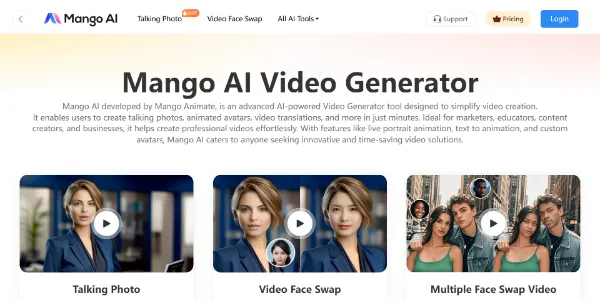 Mango AI
Talking Photo
HOT
Video Face Swap
All AI Tools
Support
Pricing
Login
Mango AI Video Generator
Mango AI developed by Mango Animate, is an advanced AI-powered Video Generator tool designed to simplify video creation.
It enables users to create talking photos, animated avatars, video translations, and more in just minutes. Ideal for marketers, educators, content
creators, and businesses, it helps create professional videos effortlessly. With features like live portrait animation, text to animation, and custom
avatars, Mango AI caters to anyone seeking innovative and time-saving video solutions.
Talking Photo
Video Face Swap
Multiple Face Swap Video